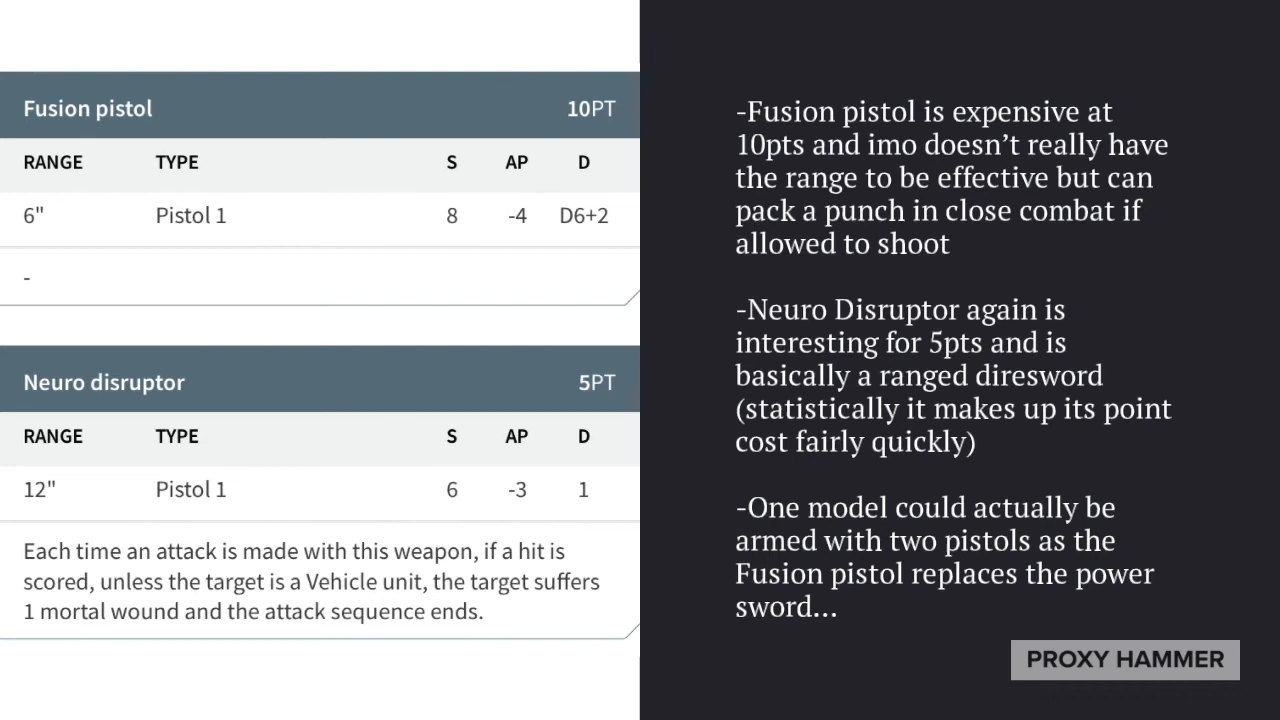 Fusion pistol 10PT
RANGE TYPE S AP D
6" Pistol 1 8 -4 D6+2
-
Neuro disruptor 5PT
RANGE TYPE S AP D
12" Pistol 1 6 -3 1
Each time an attack is made with this weapon, if a hit is
scored, unless the target is a Vehicle unit, the target suffers
1 mortal wound and the attack sequence ends.
-Fusion pistol is expensive at
10pts and imo doesn’t really have
the range to be effective but can
pack a punch in close combat if
allowed to shoot
-Neuro Disruptor again is
interesting for 5pts and is
basically a ranged diresword
(statistically it makes up its point
cost fairly quickly)
-One model could actually be
armed with two pistols as the
Fusion pistol replaces the power
sword...
PROXY HAMMER